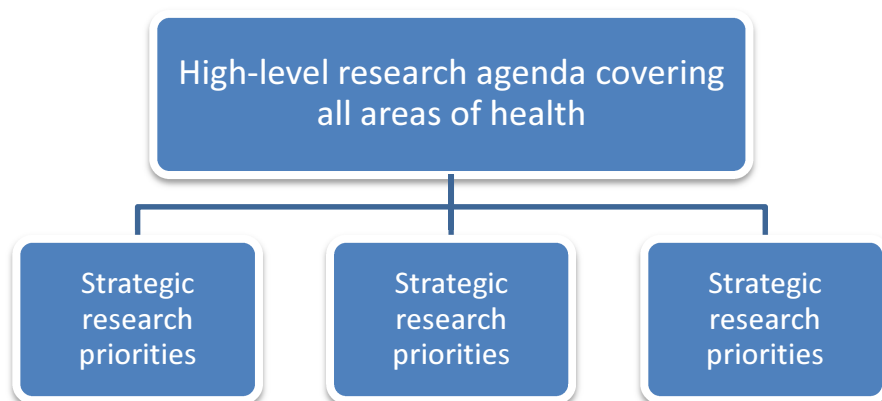 High-level research agenda covering
all areas of health
Strategic
research
priorities
Strategic
research
priorities
Strategic
research
priorities